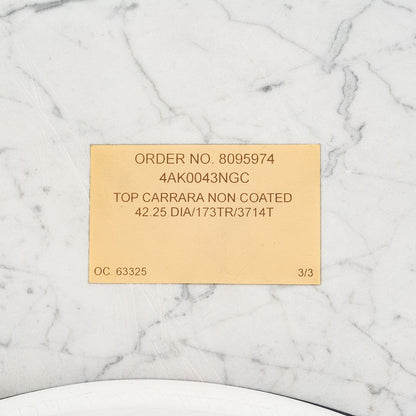 ORDER NO. 8095974
4AK0043NGC
TOP CARRARA NON COATED
42.25 DIA/173TR/3714T
OC 63325 3/3